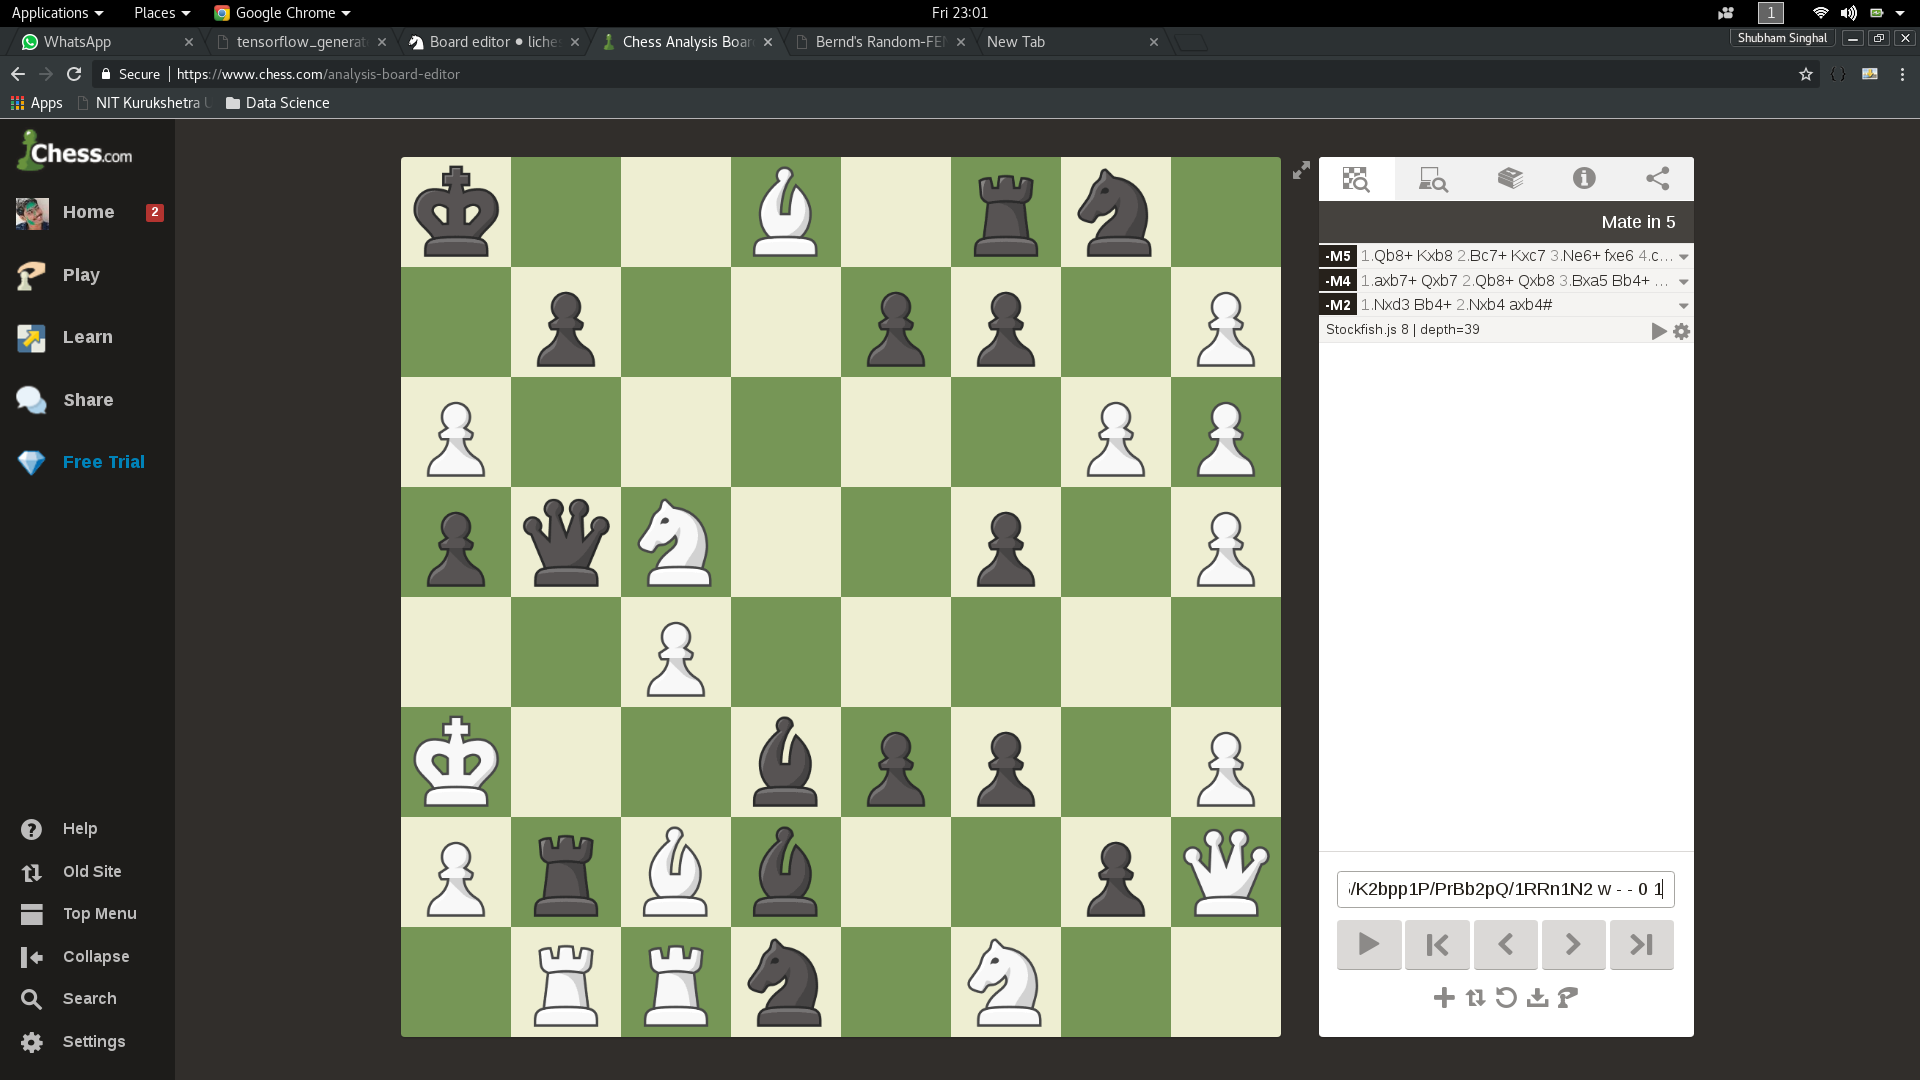 Applications Places Google Chrome Fri 23:01 1
WhatsApp tensorflow_generat Board editor ● liche Chess Analysis Boar Bernd's Random-FEN New Tab Shubham Singhal
Secure https://www.chess.com/analysis-board-editor
Apps NIT Kurukshetra U Data Science
Chess.com
Home 2
Play
Learn
Share
Free Trial
Help
Old Site
Top Menu
Collapse
Search
Settings
Mate in 5
-M5 1.Qb8+ Kxb8 2.Bc7+ Kxc7 3.Ne6+ fxe6 4.c...
-M4 1.axb7+ Qxb7 2.Qb8+ Qxb8 3.Bxa5 Bb4+ ...
-M2 1.Nxd3 Bb4+ 2.Nxb4 axb4#
Stockfish.js 8 | depth=39
/K2bpp1P/PrBb2pQ/1RRn1N2 w - - 0 1